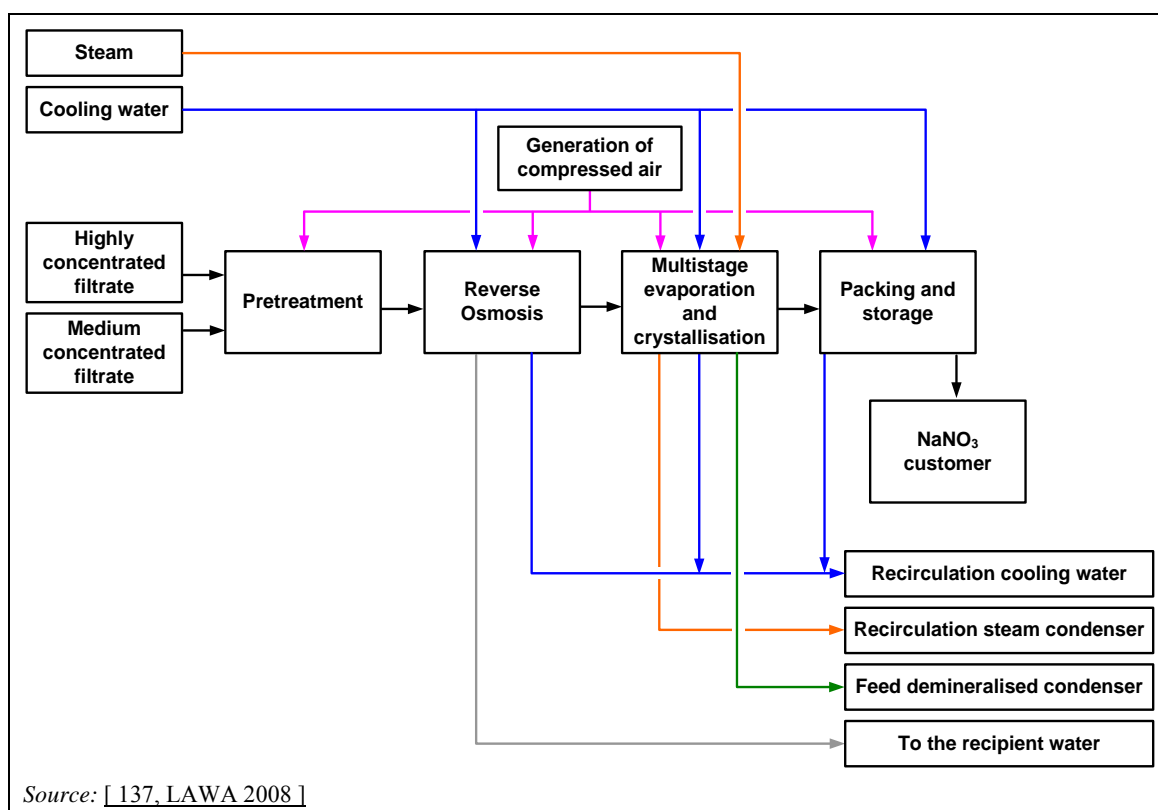 Steam
Cooling water
Generation of
compressed air
Highly
concentrated
filtrate
Medium
concentrated
filtrate
Pretreatment
Reverse
Osmosis
Multistage
evaporation
and
crystallisation
Packing and
storage
NaNO₃
customer
Recirculation cooling water
Recirculation steam condenser
Feed demineralised condenser
To the recipient water
Source: [ 137, LAWA 2008 ]